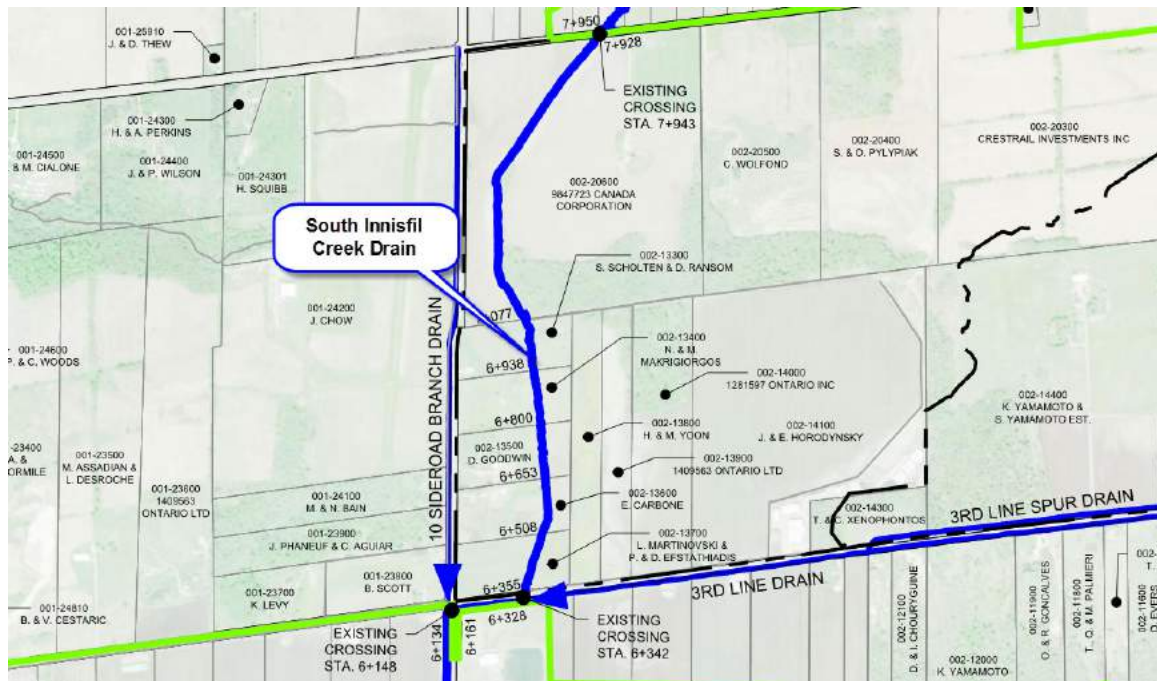 7+950
7+928
001-25910
J. & D. THEW
EXISTING
CROSSING
STA. 7+943
001-24300
H. & A. PERKINS
001-24500
& M. CIALONE
001-24400
J. & P. WILSON
001-24301
H. SQUIBB
002-20600
9847723 CANADA
CORPORATION
002-20500
C. WOLFOND
002-20400
S. & O. PYLYPIAK
002-20300
CRESTRAIL INVESTMENTS INC
South Innisfil
Creek Drain
002-13300
S. SCHOLTEN & D. RANSOM
001-24200
J. CHOW
10 SIDEROAD BRANCH DRAIN
077
6+938
6+800
6+653
6+508
6+355
6+328
002-13400
N. & M.
MAKRIGIORGOS
002-14000
1281597 ONTARIO INC
001-24600
P. & C. WOODS
002-13500
D. GOODWIN
002-13800
H. & M. YOON
002-14100
J. & E. HORODYNSKY
002-13900
1409563 ONTARIO LTD
002-14400
K. YAMAMOTO &
S. YAMAMOTO EST.
-23400
A. &
ORMILE
001-23500
M. ASSADIAN &
L. DESROCHE
001-23600
1409563
ONTARIO LTD
001-24100
M. & N. BAIN
001-23900
J. PHANEUF & C. AGUIAR
002-13600
E. CARBONE
002-13700
L. MARTINOVSKI &
P. & D. EFSTATHIADIS
002-14300
T. & C. XENOPHONTOS
3RD LINE SPUR DRAIN
3RD LINE DRAIN
001-23700
K. LEVY
001-23800
B. SCOTT
001-24810
B. & V. CESTARIC
EXISTING
CROSSING
STA. 6+148
6+134
6+161
EXISTING
CROSSING
STA. 6+342
002-12100
D. & I. CHOURYGUINE
002-12000
K. YAMAMOTO
002-11900
O. & R. GONCALVES
002-11800
T. O. & M. PALMIERI
002-
T.
002-11600
D. EVERS